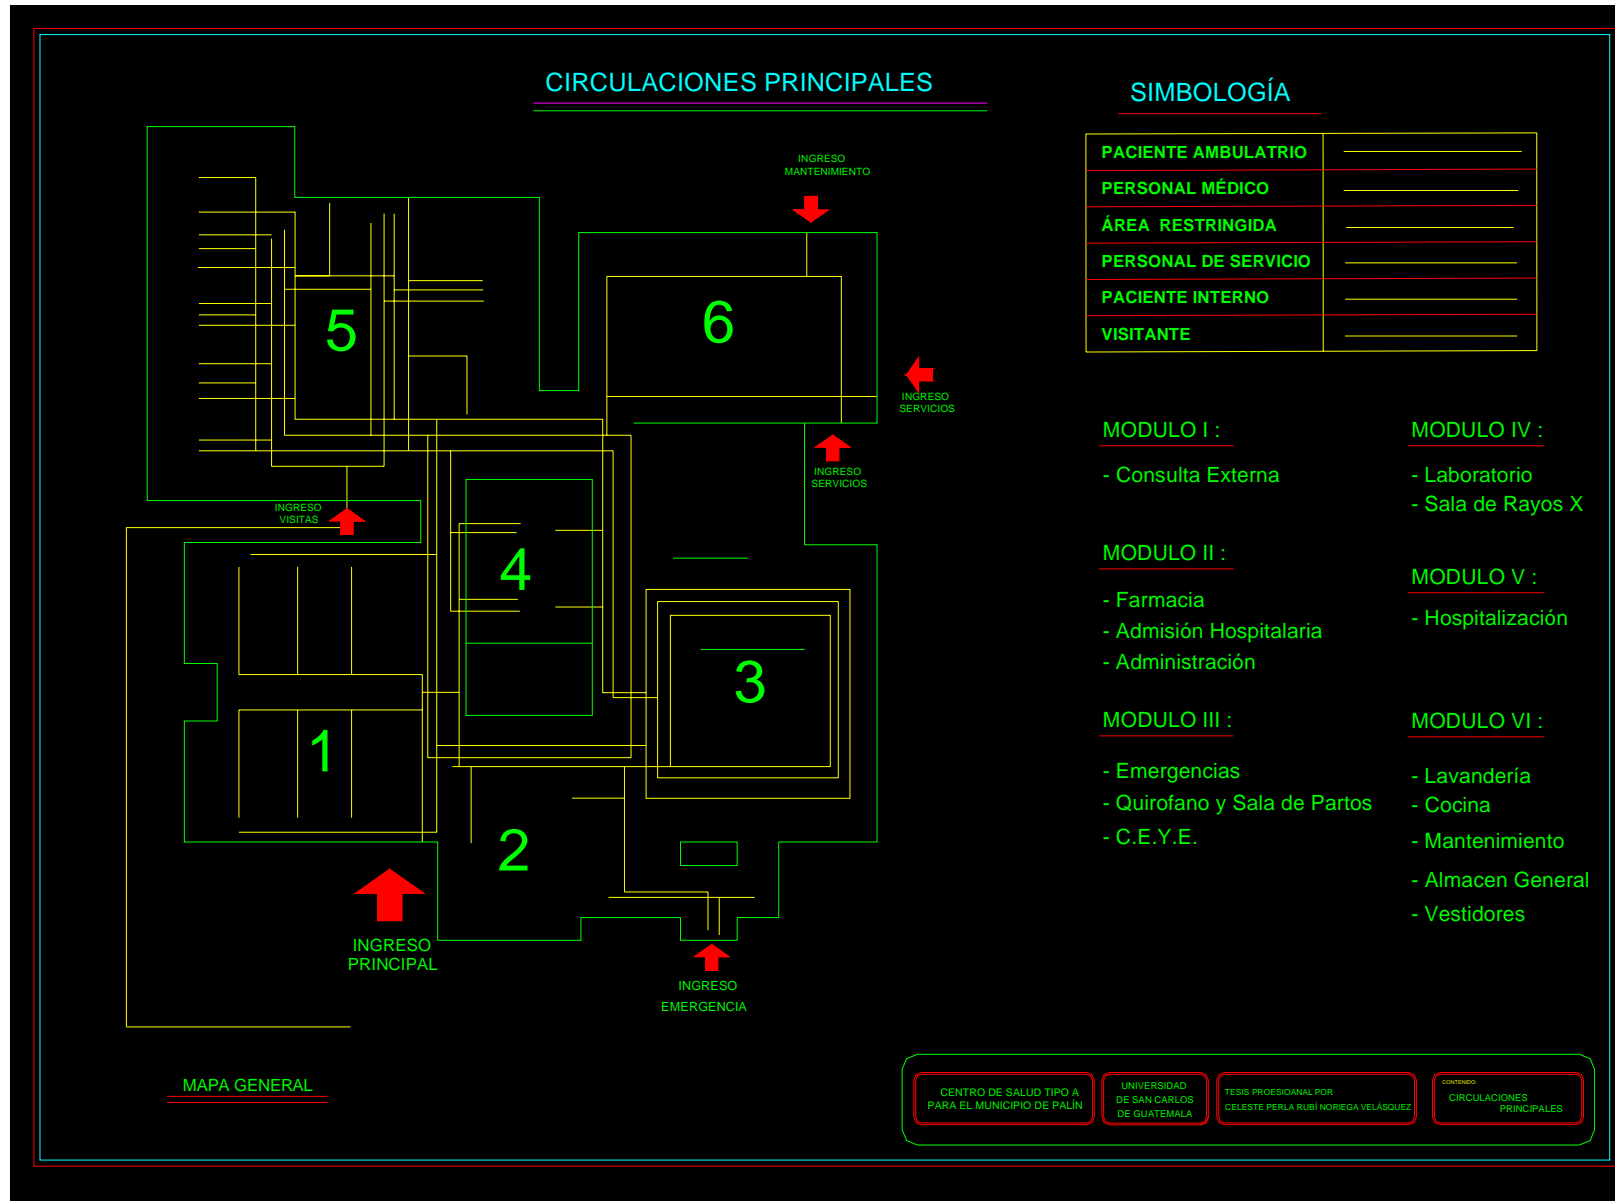 CIRCULACIONES PRINCIPALES
SIMBOLOGÍA
PACIENTE AMBULATRIO
PERSONAL MÉDICO
ÁREA RESTRINGIDA
PERSONAL DE SERVICIO
PACIENTE INTERNO
VISITANTE
INGRESO
MANTENIMIENTO
5
6
INGRESO
SERVICIOS
INGRESO
SERVICIOS
INGRESO
VISITAS
4
3
1
2
INGRESO
PRINCIPAL
INGRESO
EMERGENCIA
MAPA GENERAL
MODULO I :
- Consulta Externa
MODULO II :
- Farmacia
- Admisión Hospitalaria
- Administración
MODULO III :
- Emergencias
- Quirofano y Sala de Partos
- C.E.Y.E.
MODULO IV :
- Laboratorio
- Sala de Rayos X
MODULO V :
- Hospitalización
MODULO VI :
- Lavandería
- Cocina
- Mantenimiento
- Almacen General
- Vestidores
CENTRO DE SALUD TIPO A
PARA EL MUNICIPIO DE PALÍN
UNIVERSIDAD
DE SAN CARLOS
DE GUATEMALA
TESIS PROESIOANAL POR
CELESTE PERLA RUBÍ NORIEGA VELÁSQUEZ
CONTENIDO:
CIRCULACIONES
PRINCIPALES